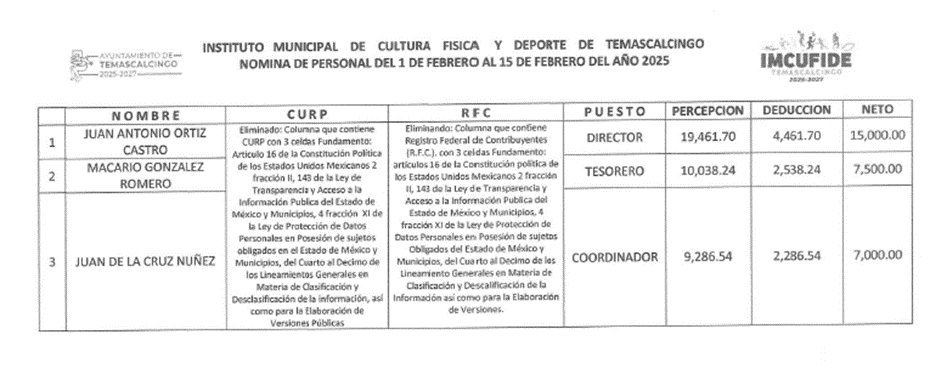 AYUNTAMIENTO DE
TEMASCALCINGO
2025-2027
INSTITUTO MUNICIPAL DE CULTURA FISICA Y DEPORTE DE TEMASCALCINGO
NOMINA DE PERSONAL DEL 1 DE FEBRERO AL 15 DE FEBRERO DEL AÑO 2025
IMCUFIDE
TEMASCALCINGO
2025-2027
NOMBRE CURP RFC PUESTO PERCEPCION DEDUCCION NETO
1 JUAN ANTONIO ORTIZ
CASTRO
DIRECTOR 19,461.70 4,461.70 15,000.00
2 MACARIO GONZALEZ
ROMERO
TESORERO 10,038.24 2,538.24 7,500.00
3 JUAN DE LA CRUZ NUÑEZ
COORDINADOR 9,286.54 2,286.54 7,000.00
Eliminado: Columna que contiene
CURP con 3 celdas Fundamento:
Articulo 16 de la Constitución Política
de los Estados Unidos Mexicanos 2
fracción II, 143 de la Ley de
Transparencia y Acceso a la
Información Publica del Estado de
México y Municipios, 4 fracción XI de
la Ley de Protección de Datos
Personales en Posesión de sujetos
obligados en el Estado de México y
Municipios, del Cuarto al Decimo de
los Lineamientos Generales en
Materia de Clasificación y
Desclasificación de la información, así
como para la Elaboración de
Versiones Públicas
Eliminando: Columna que contiene
Registro Federal de Contribuyentes
(R.F.C). con 3 celdas Fundamento:
artículos 16 de la Constitución política de
los Estados Unidos Mexicanos 2 fracción
II, 143 de la Ley de Transparencia y
Acceso a la Información Publica del
Estado de México y Municipios, 4
fracción XI de la Ley de Protección de
Datos Personales en Posesión de sujetos
Obligados del Estado de México y
Municipios, del Cuarto al Decimo de los
Lineamiento Generales en Materia de
Clasificación y Descalificación de la
Información así como para la Elaboración
de Versiones.